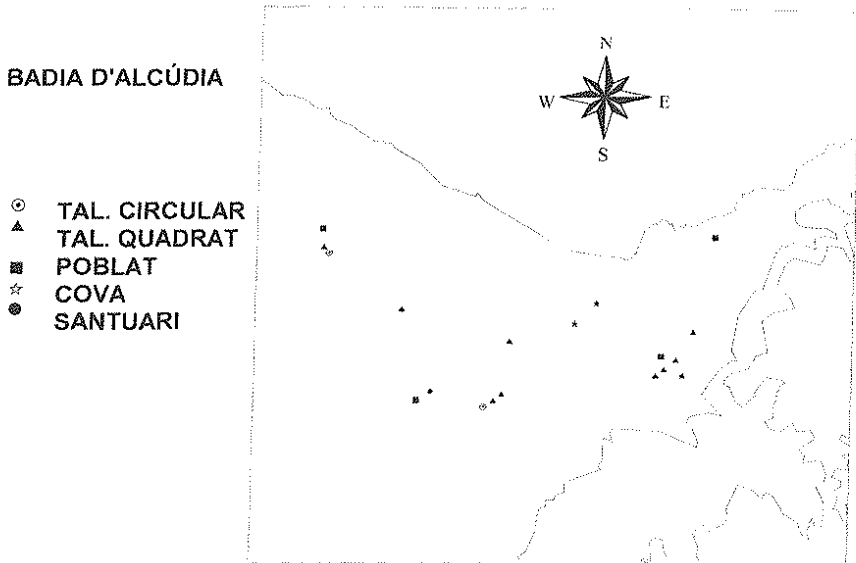 BADIA D'ALCÚDIA
N
W E
S
TAL. CIRCULAR
TAL. QUADRAT
POBLAT
COVA
SANTUARI